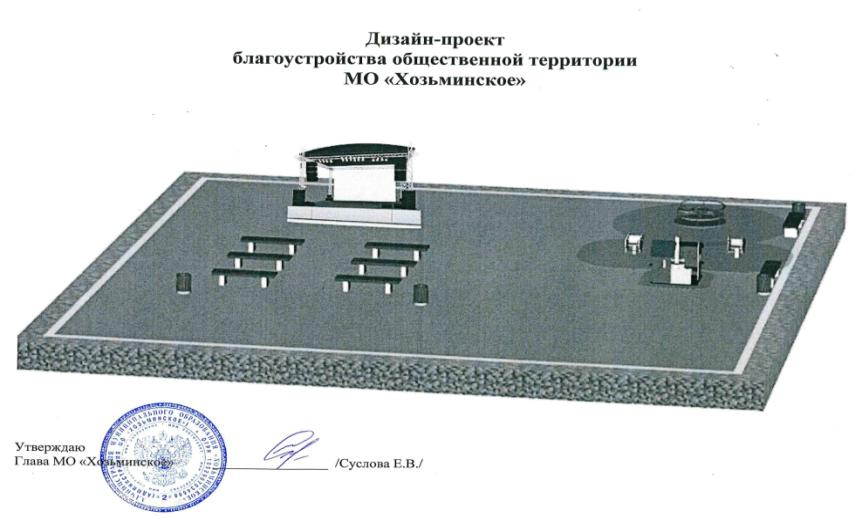 Дизайн-проект
благоустройства общественной территории
МО «Хозьминское»
Утверждаю
Глава МО «Хозьминское» /Суслова Е.В./